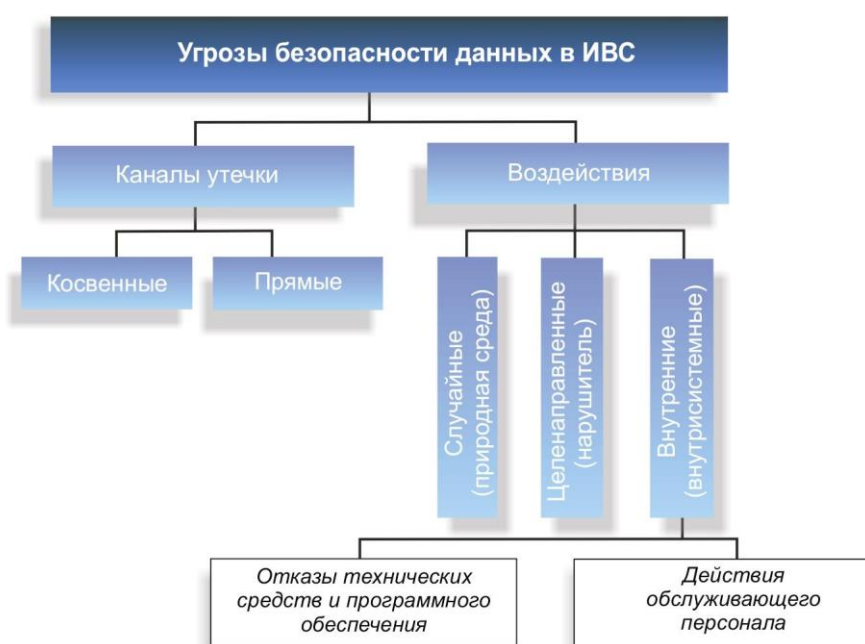 Угрозы безопасности данных в ИВС
Каналы утечки
Воздействия
Косвенные
Прямые
Случайные
(природная среда)
Целенаправленные
(нарушитель)
Внутренние
(внутрисистемные)
Отказы технических
средств и программного
обеспечения
Действия
обслуживающего
персонала